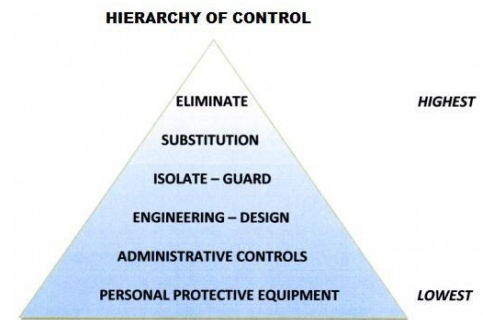 HIERARCHY OF CONTROL
ELIMINATE HIGHEST
SUBSTITUTION
ISOLATE – GUARD
ENGINEERING – DESIGN
ADMINISTRATIVE CONTROLS
PERSONAL PROTECTIVE EQUIPMENT LOWEST